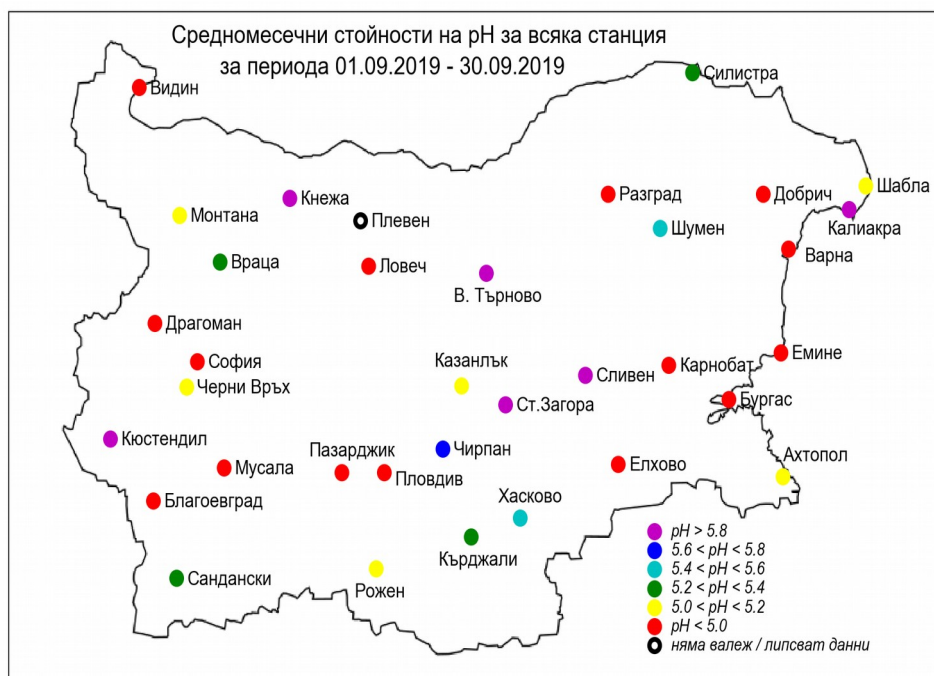 Средномесечни стойности на pH за всяка станция
за периода 01.09.2019 - 30.09.2019
Силистра
Видин
Шабла
Кнежа
Разград
Добрич
Монтана
Плевен
Шумен
Калиакра
Варна
Враца
Ловеч
В. Търново
Драгоман
Емине
София
Казанлък
Карнобат
Черни Връх
Сливен
Ст.Загора
Бургас
Кюстендил
Чирпан
Пазарджик
Ахтопол
Мусала
Пловдив
Елхово
Благоевград
Хасково
Кърджали
Сандански
Рожен
pH > 5.8
5.6 < pH < 5.8
5.4 < pH < 5.6
5.2 < pH < 5.4
5.0 < pH < 5.2
pH < 5.0
няма валеж / липсват данни